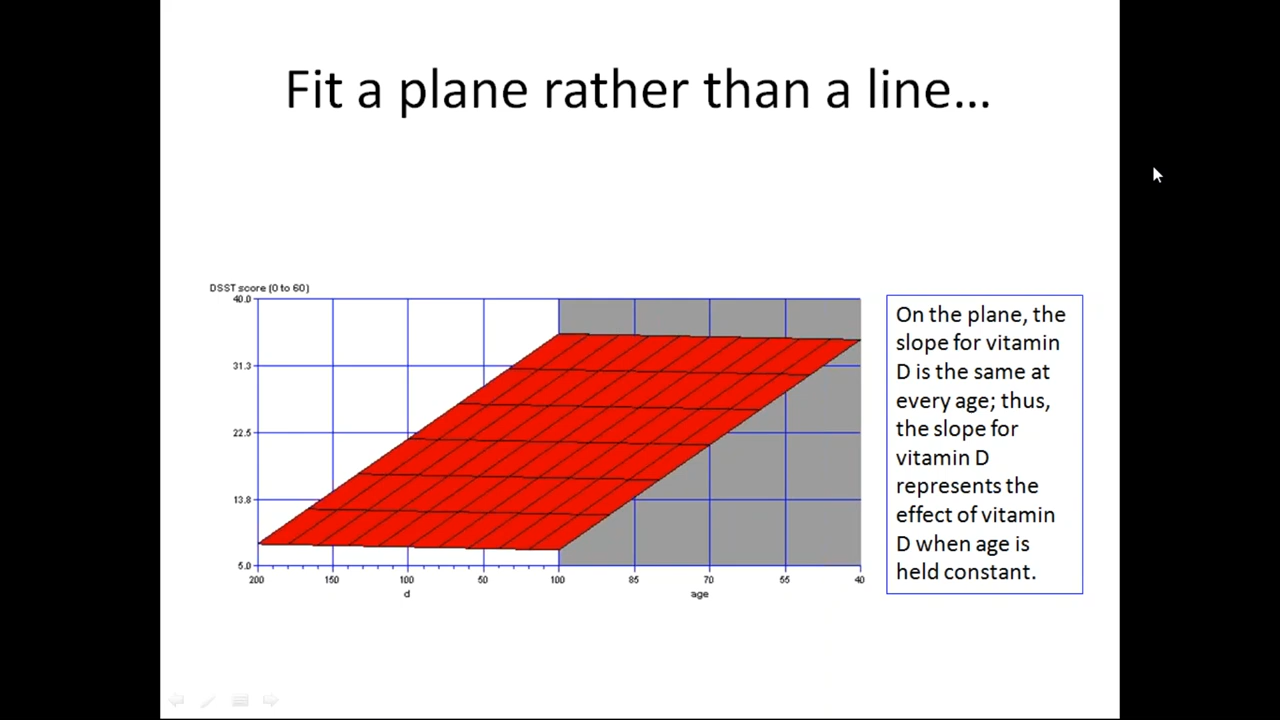 Fit a plane rather than a line...
DSST score (0 to 60)
40.0
31.3
22.5
13.8
5.0
200 150 100 50 100 85 70 55 40
d age
On the plane, the
slope for vitamin
D is the same at
every age; thus,
the slope for
vitamin D
represents the
effect of vitamin
D when age is
held constant.